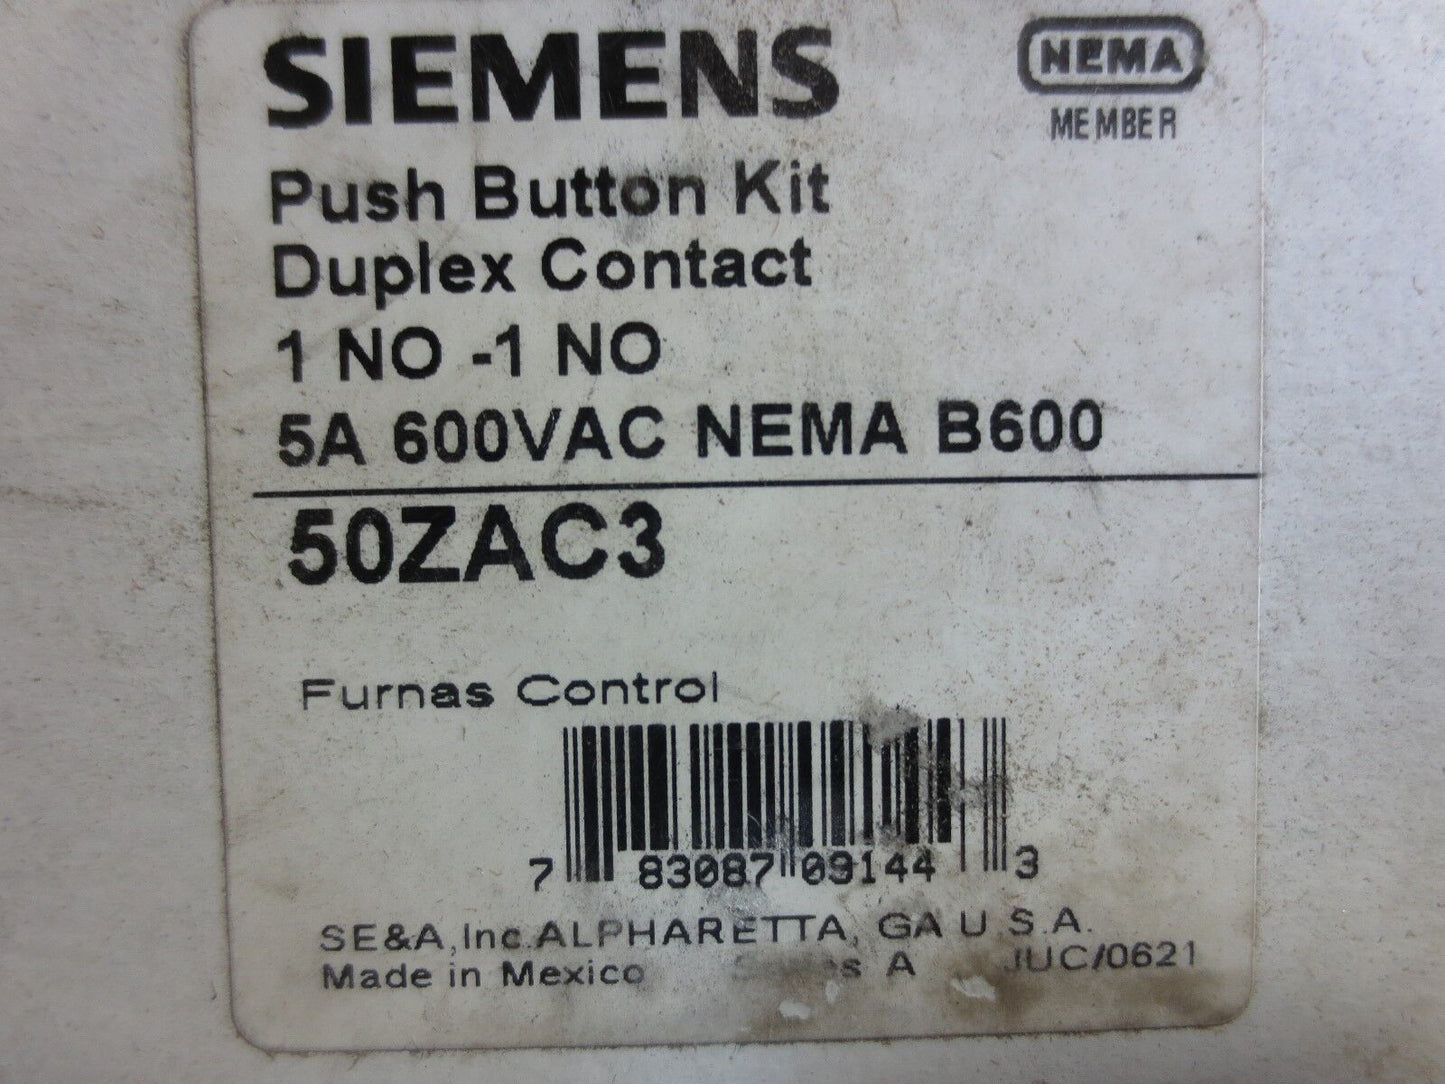 SIEMENS
NEMA
MEMBER
Push Button Kit
Duplex Contact
1 NO -1 NO
5A 600VAC NEMA B600
50ZAC3
Furnas Control
7 83087 09144 3
SE&A, Inc. ALPHARETTA, GA U.S.A.
Made in Mexico Series A JUC/0621